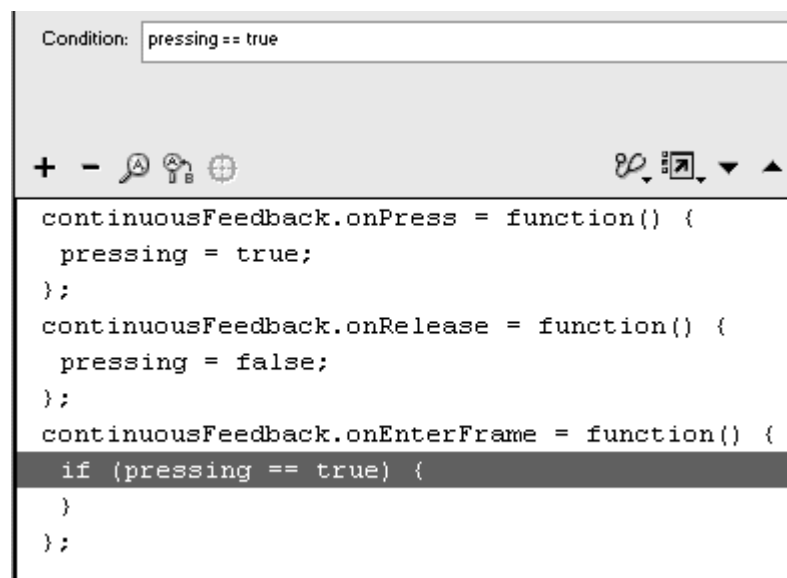 Condition: pressing == true
continuousFeedback.onPress = function() {
pressing = true;
};
continuousFeedback.onRelease = function() {
pressing = false;
};
continuousFeedback.onEnterFrame = function() {
if (pressing == true) {
}
};